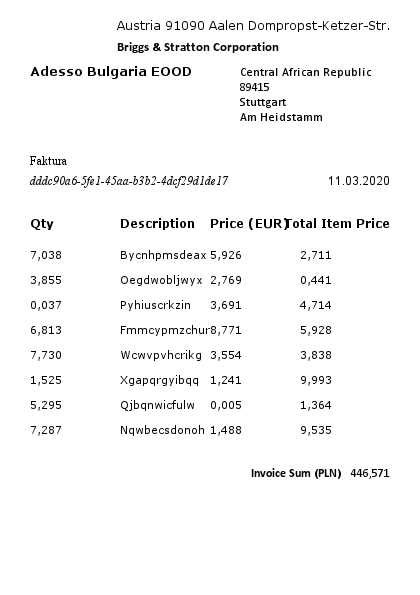 Austria 91090 Aalen Dompropst-Ketzer-Str.
Briggs & Stratton Corporation
Adesso Bulgaria EOOD
Central African Republic
89415
Stuttgart
Am Heidstamm
Faktura
dddc90a6-5fe1-45aa-b3b2-4dcf29d1de17 11.03.2020
Qty Description Price (EUR) Total Item Price
7,038 Bycnhpmsdeax 5,926 2,711
3,855 Oegdwobljwyx 2,769 0,441
0,037 Pyhiuscrkzin 3,691 4,714
6,813 Fmmcypmzchur 8,771 5,928
7,730 Wcwvpvhcrikg 3,554 3,838
1,525 Xgapqrgyibqq 1,241 9,993
5,295 Qjbqnwicfulw 0,005 1,364
7,287 Nqwbecsdonoh 1,488 9,535
Invoice Sum (PLN) 446,571